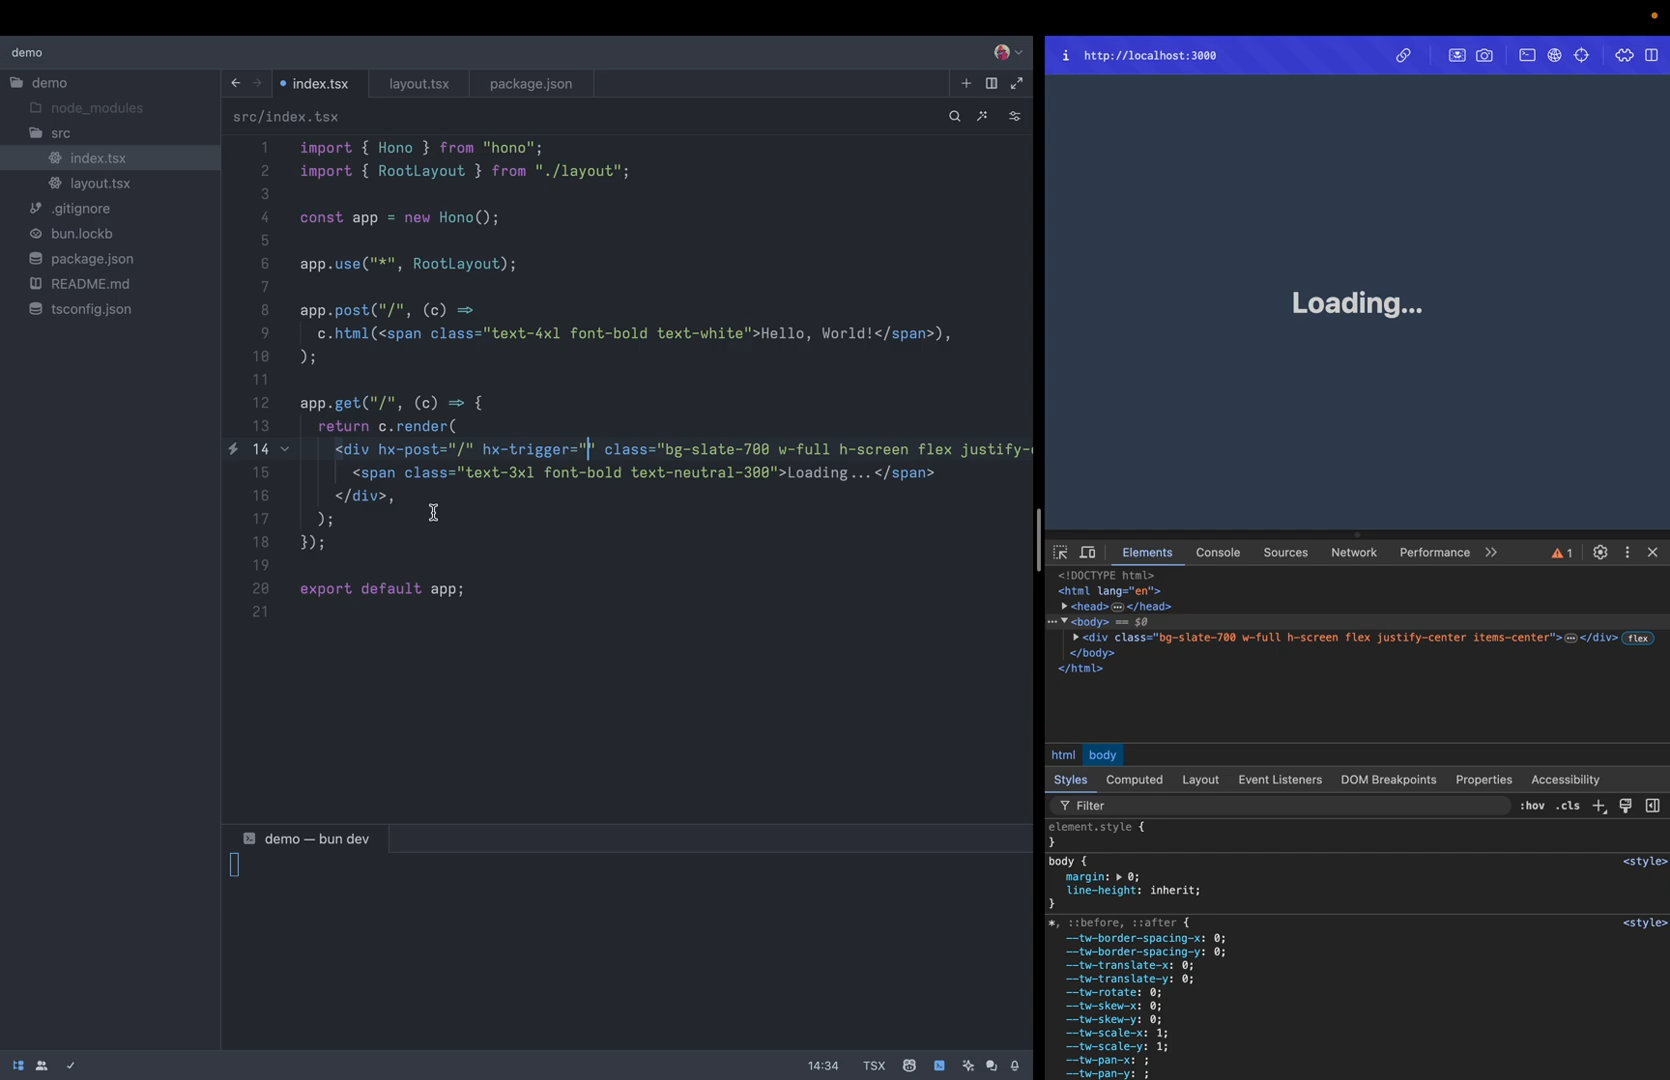 demo
demo
node_modules
src
index.tsx
layout.tsx
.gitignore
bun.lockb
package.json
README.md
tsconfig.json
index.tsx
layout.tsx
package.json
src/index.tsx
1 import { Hono } from "hono";
2 import { RootLayout } from "./layout";
3
4 const app = new Hono();
5
6 app.use("*", RootLayout);
7
8 app.post("/", (c) =>
9 c.html(<span class="text-4xl font-bold text-white">Hello, World!</span>),
10 );
11
12 app.get("/", (c) => {
13 return c.render(
14 <div hx-post="/" hx-trigger="" class="bg-slate-700 w-full h-screen flex justify-c
15 <span class="text-3xl font-bold text-neutral-300">Loading...</span>
16 </div>,
17 );
18 });
19
20 export default app;
21
demo — bun dev
14:34
TSX
i http://localhost:3000
Loading...
Elements Console Sources Network Performance 1
<!DOCTYPE html>
<html lang="en">
<head></head>
<body> == $0
<div class="bg-slate-700 w-full h-screen flex justify-center items-center"></div> flex
</body>
</html>
html body
Styles Computed Layout Event Listeners DOM Breakpoints Properties Accessibility
Filter :hov .cls
element.style {
}
body { <style>
margin: 0;
line-height: inherit;
}
*, ::before, ::after { <style>
--tw-border-spacing-x: 0;
--tw-border-spacing-y: 0;
--tw-translate-x: 0;
--tw-translate-y: 0;
--tw-rotate: 0;
--tw-skew-x: 0;
--tw-skew-y: 0;
--tw-scale-x: 1;
--tw-scale-y: 1;
--tw-pan-x: ;
--tw-pan-y: ;